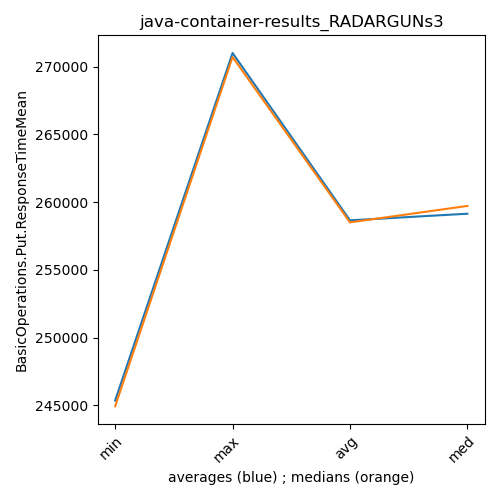 java-container-results_RADARGUNs3
BasicOperations.Put.ResponseTimeMean
270000
265000
260000
255000
250000
245000
min
max
avg
med
averages (blue) ; medians (orange)